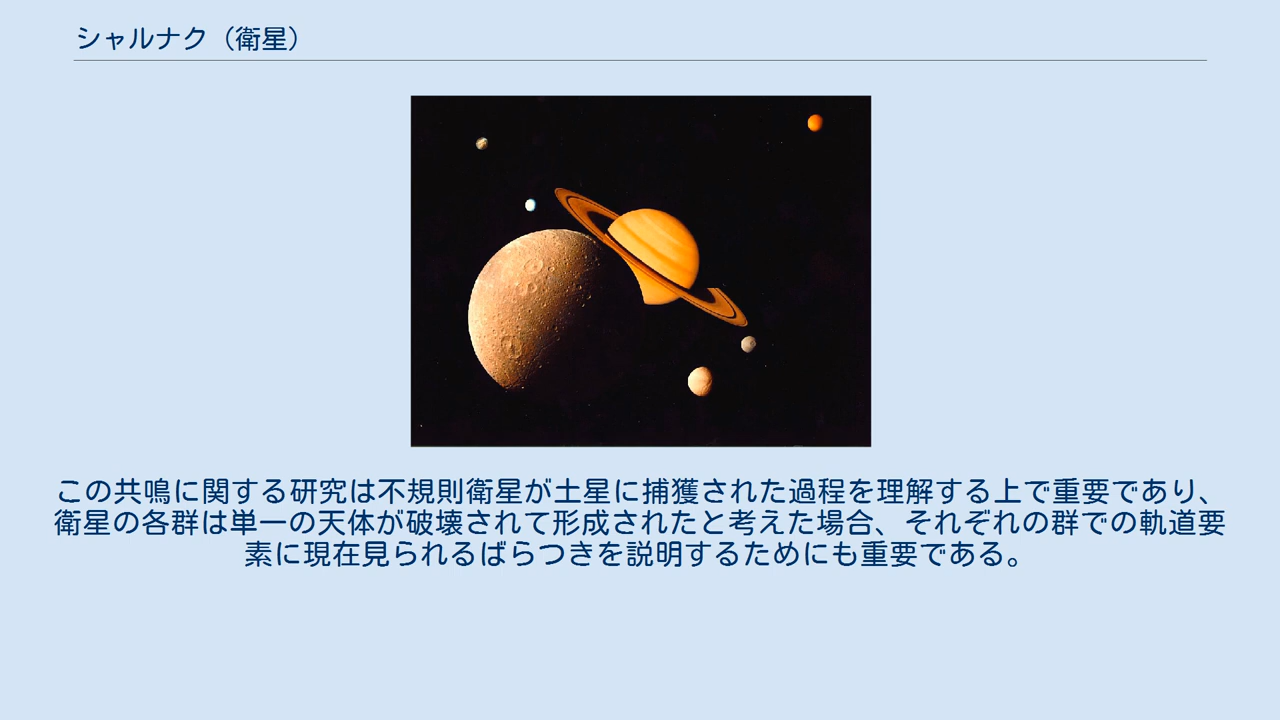 シャルナク（衛星）
この共鳴に関する研究は不規則衛星が土星に捕獲された過程を理解する上で重要であり、
衛星の各群は単一の天体が破壊されて形成されたと考えた場合、それぞれの群での軌道要
素に現在見られるばらつきを説明するためにも重要である。